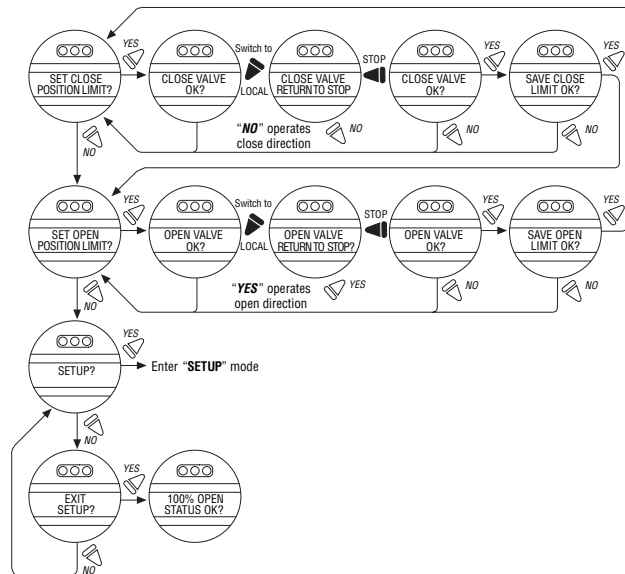 YES
SET CLOSE
POSITION LIMIT?
NO
YES
CLOSE VALVE
OK?
Switch to
LOCAL
CLOSE VALVE
RETURN TO STOP
NO
STOP
CLOSE VALVE
OK?
YES
NO
SAVE CLOSE
LIMIT OK?
YES
NO
"NO" operates
close direction
SET OPEN
POSITION LIMIT?
YES
NO
OPEN VALVE
OK?
Switch to
LOCAL
OPEN VALVE
RETURN TO STOP?
YES
STOP
OPEN VALVE
OK?
YES
NO
SAVE OPEN
LIMIT OK?
YES
NO
"YES" operates
open direction
SETUP?
YES
Enter "SETUP" mode
NO
EXIT
SETUP?
YES
100% OPEN
STATUS OK?
NO